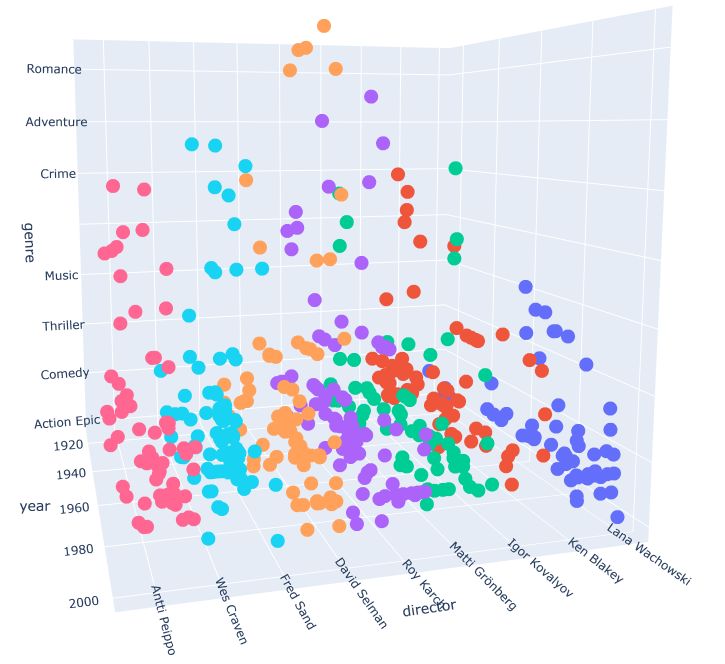 Romance
Adventure
Crime
genre
Music
Thriller
Comedy
Action Epic
1920
1940
year
1960
1980
2000
Antti Peippo
Wes Craven
Fred Sand
David Selman
Roy Karch
director
Matti Grönberg
Igor Kovalyov
Ken Blakey
Lana Wachowski